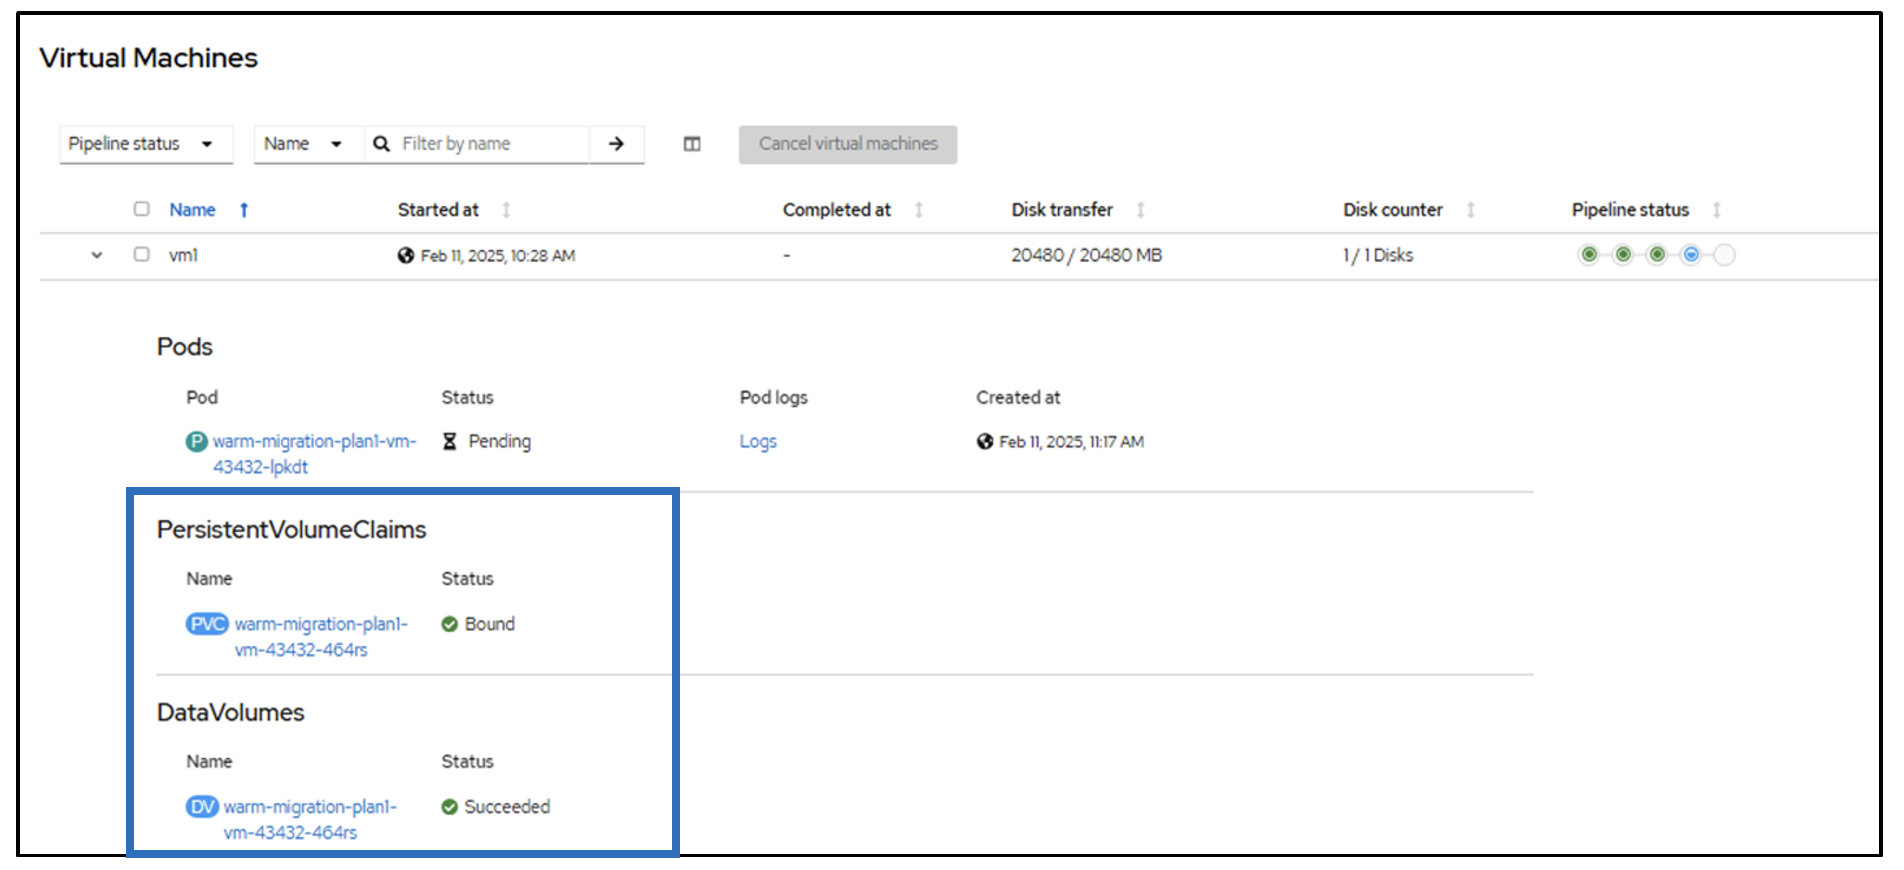 Virtual Machines
Pipeline status Name Filter by name Cancel virtual machines
Name Started at Completed at Disk transfer Disk counter Pipeline status
vm1 Feb 11, 2025, 10:28 AM - 20480 / 20480 MB 1 / 1 Disks
Pods
Pod Status Pod logs Created at
P warm-migration-plan1-vm- Pending Logs Feb 11, 2025, 11:17 AM
43432-lpkdt
PersistentVolumeClaims
Name Status
PVC warm-migration-plan1- Bound
vm-43432-464rs
DataVolumes
Name Status
DV warm-migration-plan1- Succeeded
vm-43432-464rs